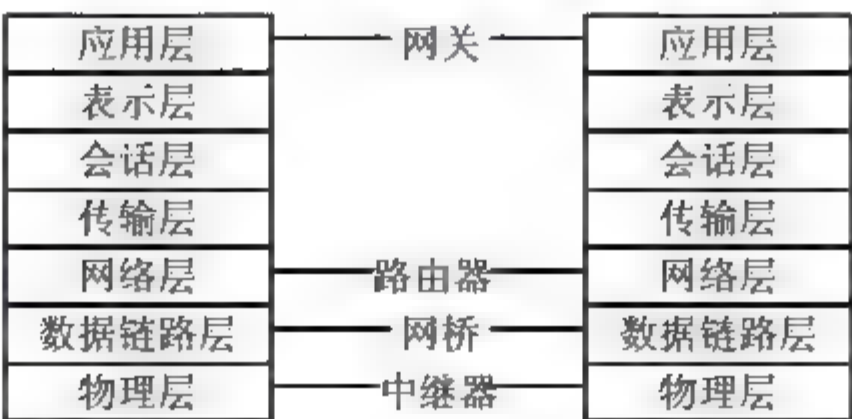 应用层 网关 应用层
表示层 表示层
会话层 会话层
传输层 传输层
网络层 路由器 网络层
数据链路层 网桥 数据链路层
物理层 中继器 物理层